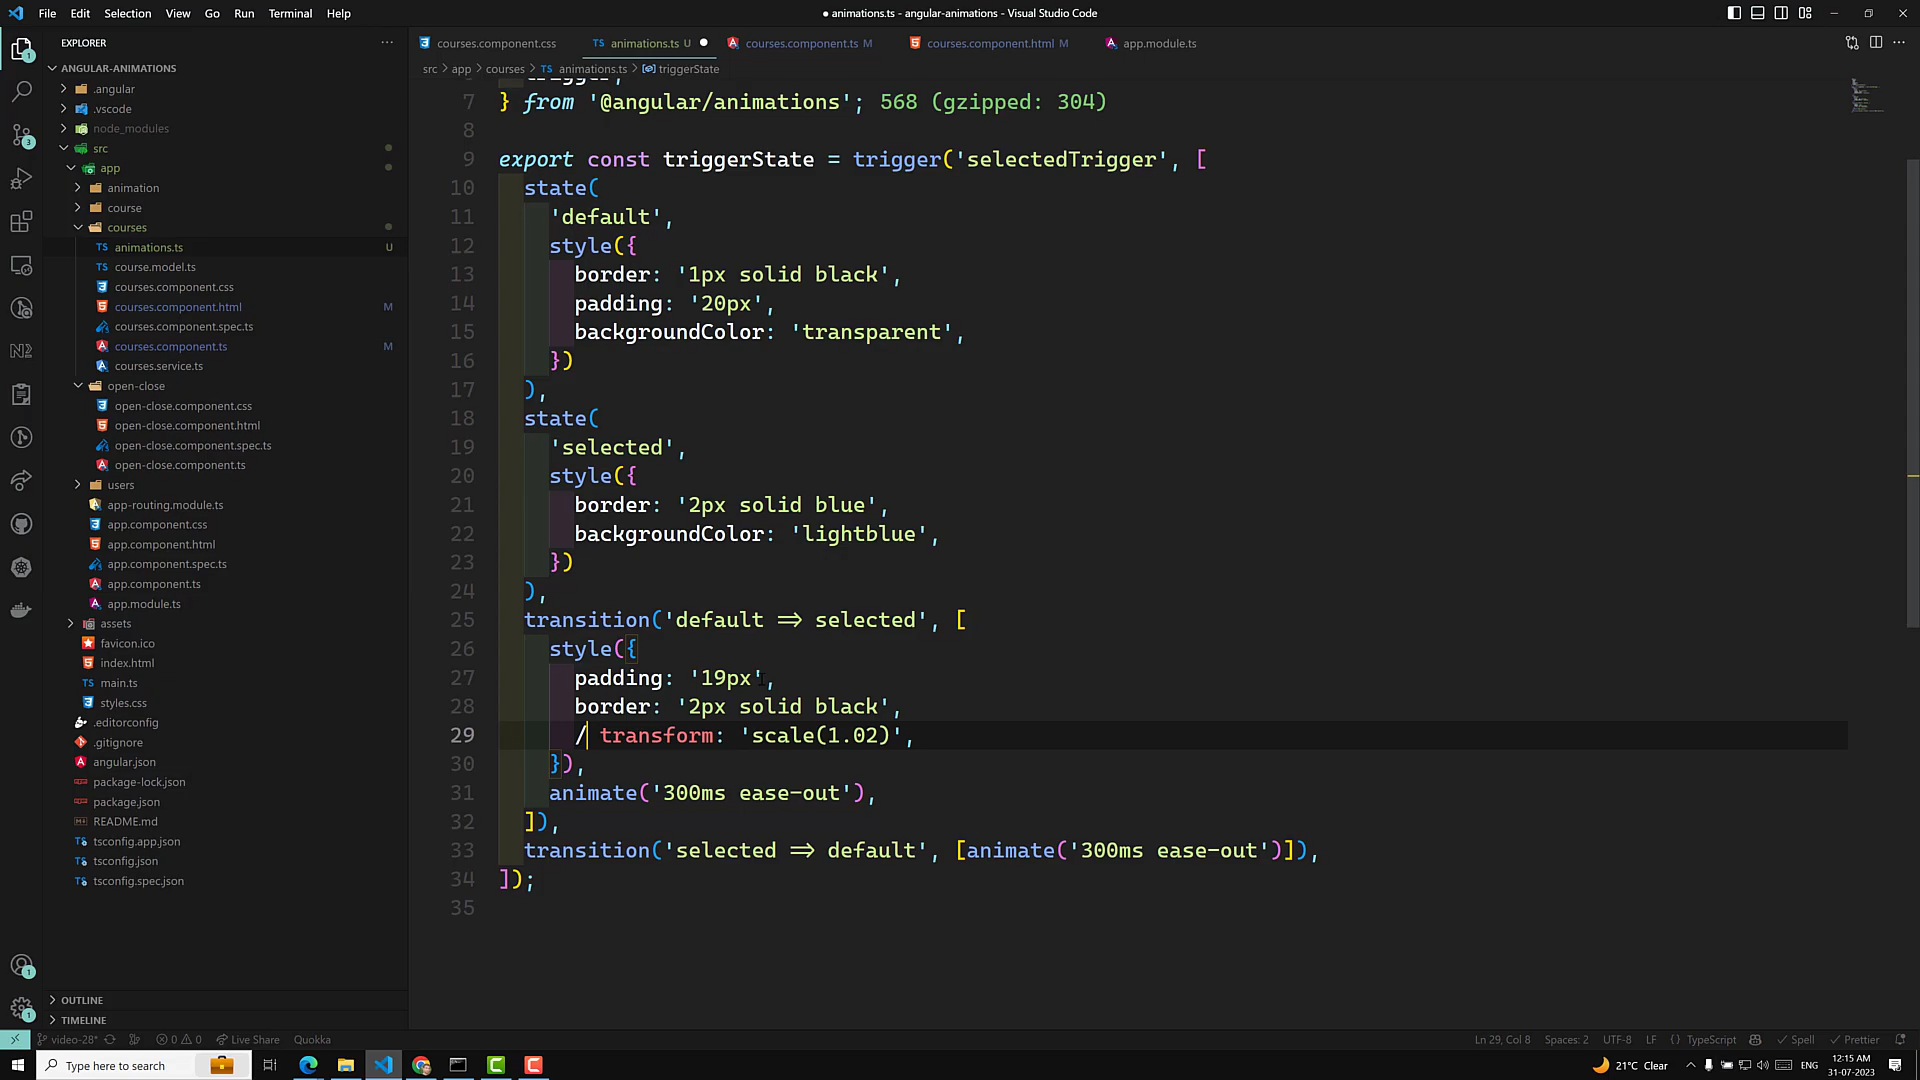 File Edit Selection View Go Run Terminal Help
● animations.ts - angular-animations - Visual Studio Code
EXPLORER
ANGULAR-ANIMATIONS
.angular
.vscode
node_modules
src
app
animation
course
courses
TS animations.ts U
TS course.model.ts
courses.component.css
courses.component.html M
courses.component.spec.ts
courses.component.ts M
courses.service.ts
open-close
open-close.component.css
open-close.component.html
open-close.component.spec.ts
open-close.component.ts
users
app-routing.module.ts
app.component.css
app.component.html
app.component.spec.ts
app.component.ts
app.module.ts
assets
favicon.ico
index.html
TS main.ts
styles.css
.editorconfig
.gitignore
angular.json
package-lock.json
package.json
README.md
tsconfig.app.json
tsconfig.json
tsconfig.spec.json
OUTLINE
TIMELINE
courses.component.css TS animations.ts U ● courses.component.ts M courses.component.html M app.module.ts
src > app > courses > TS animations.ts > triggerState
7 } from '@angular/animations'; 568 (gzipped: 304)
8
9 export const triggerState = trigger('selectedTrigger', [
10 state(
11 'default',
12 style({
13 border: '1px solid black',
14 padding: '20px',
15 backgroundColor: 'transparent',
16 })
17 ),
18 state(
19 'selected',
20 style({
21 border: '2px solid blue',
22 backgroundColor: 'lightblue',
23 })
24 ),
25 transition('default => selected', [
26 style({
27 padding: '19px',
28 border: '2px solid black',
29 / transform: 'scale(1.02)',
30 }),
31 animate('300ms ease-out'),
32 ]),
33 transition('selected => default', [animate('300ms ease-out')]),
34 ]);
35
video-28* 0 0 Live Share Quokka
Ln 29, Col 8 Spaces: 2 UTF-8 LF {} TypeScript Spell Prettier
Type here to search
21°C Clear
ENG
12:15 AM
31-07-2023